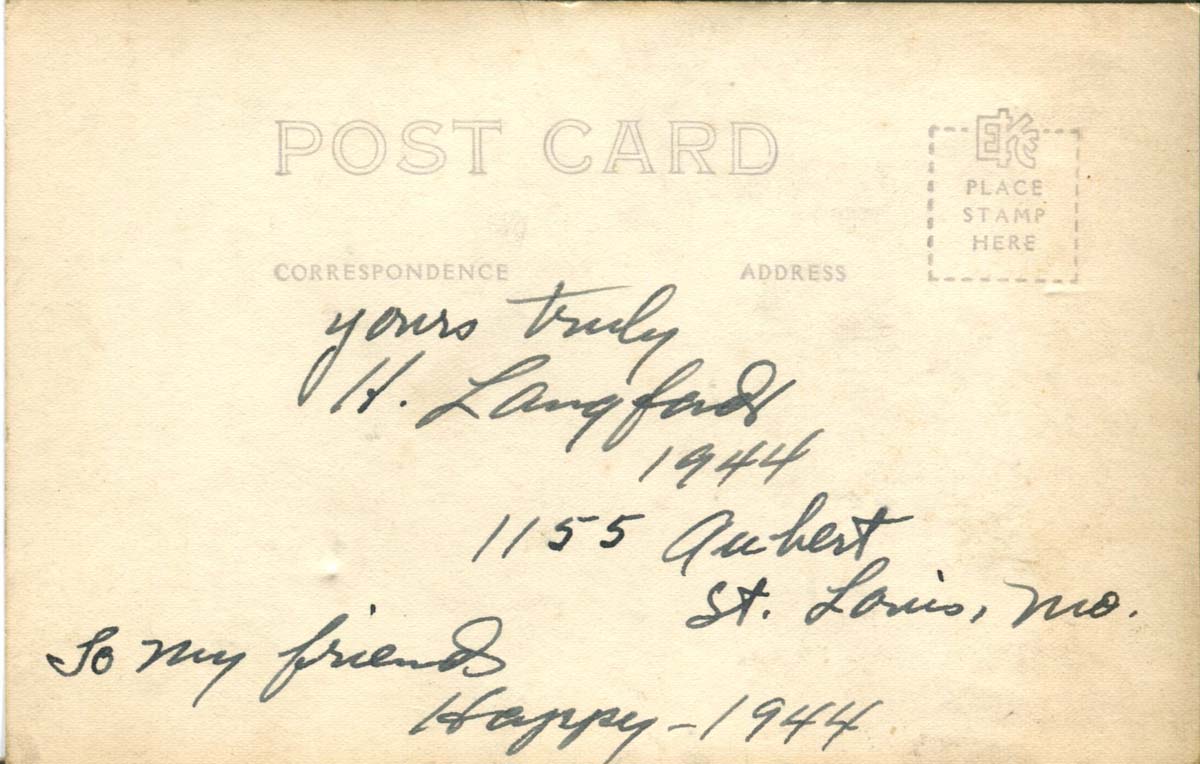 POST CARD
EKC
PLACE
STAMP
HERE
CORRESPONDENCE ADDRESS
yours truly
H. Langford
1944
1155 Aubert
St. Louis, Mo.
To my friends
Happy - 1944